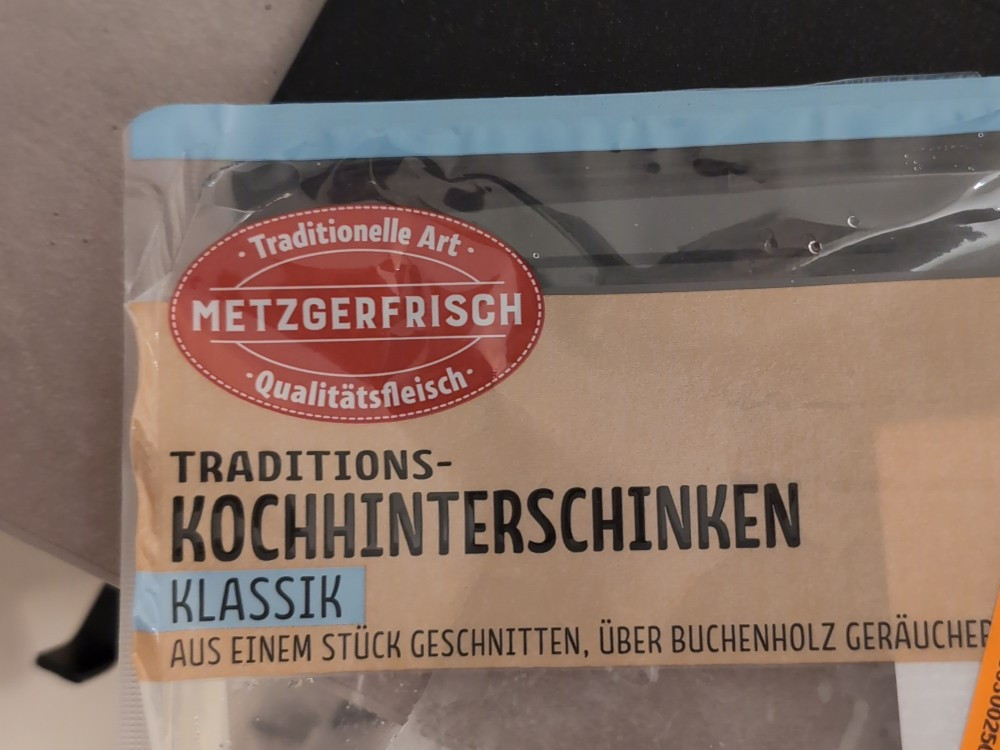 · Traditionelle Art ·
METZGERFRISCH
· Qualitätsfleisch ·
TRADITIONS-
KOCHHINTERSCHINKEN
KLASSIK
AUS EINEM STÜCK GESCHNITTEN, ÜBER BUCHENHOLZ GERÄUCHER